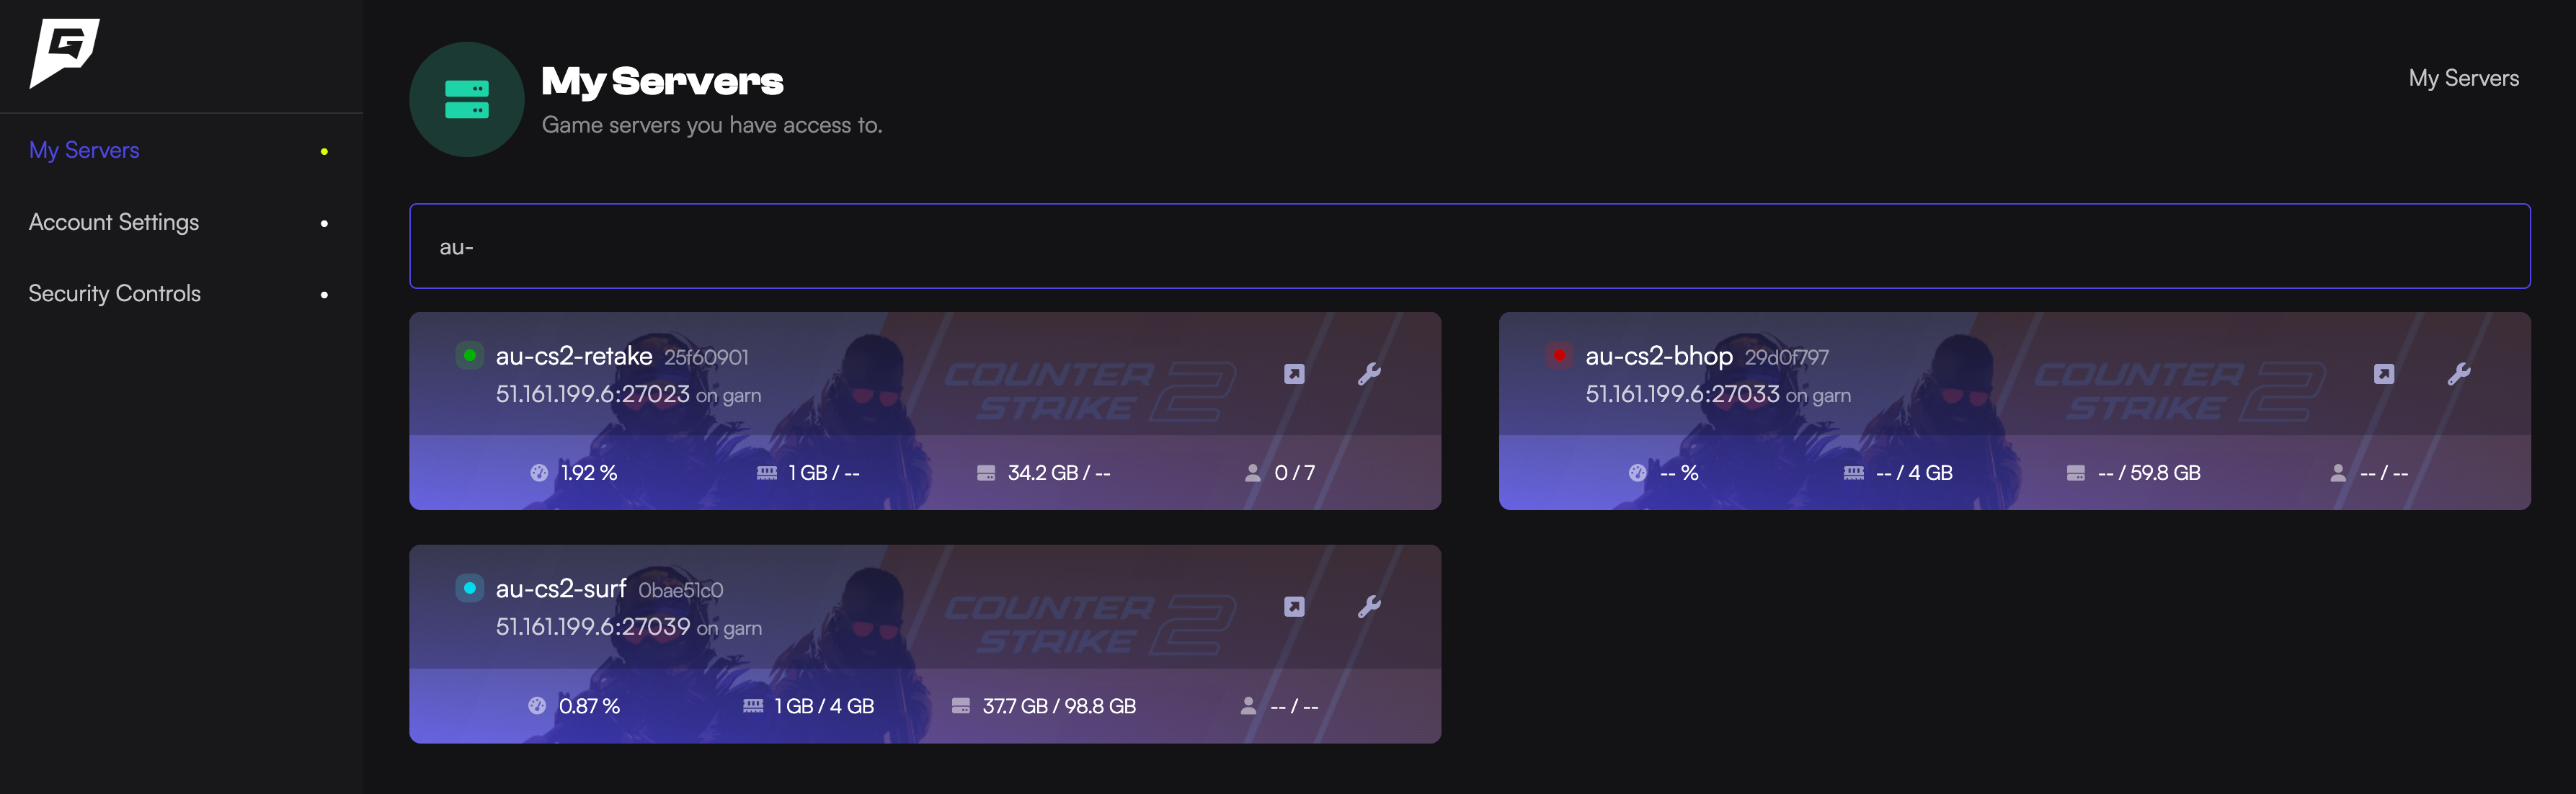 My Servers
Account Settings
Security Controls
My Servers
Game servers you have access to.
My Servers
au-
au-cs2-retake 25f60901
51.161.199.6:27023 on garn
COUNTER
STRIKE 2
1.92 %
1 GB / --
34.2 GB / --
0 / 7
au-cs2-bhop 29d0f797
51.161.199.6:27033 on garn
COUNTER
STRIKE 2
-- %
-- / 4 GB
-- / 59.8 GB
-- / --
au-cs2-surf 0bae51c0
51.161.199.6:27039 on garn
COUNTER
STRIKE 2
0.87 %
1 GB / 4 GB
37.7 GB / 98.8 GB
-- / --